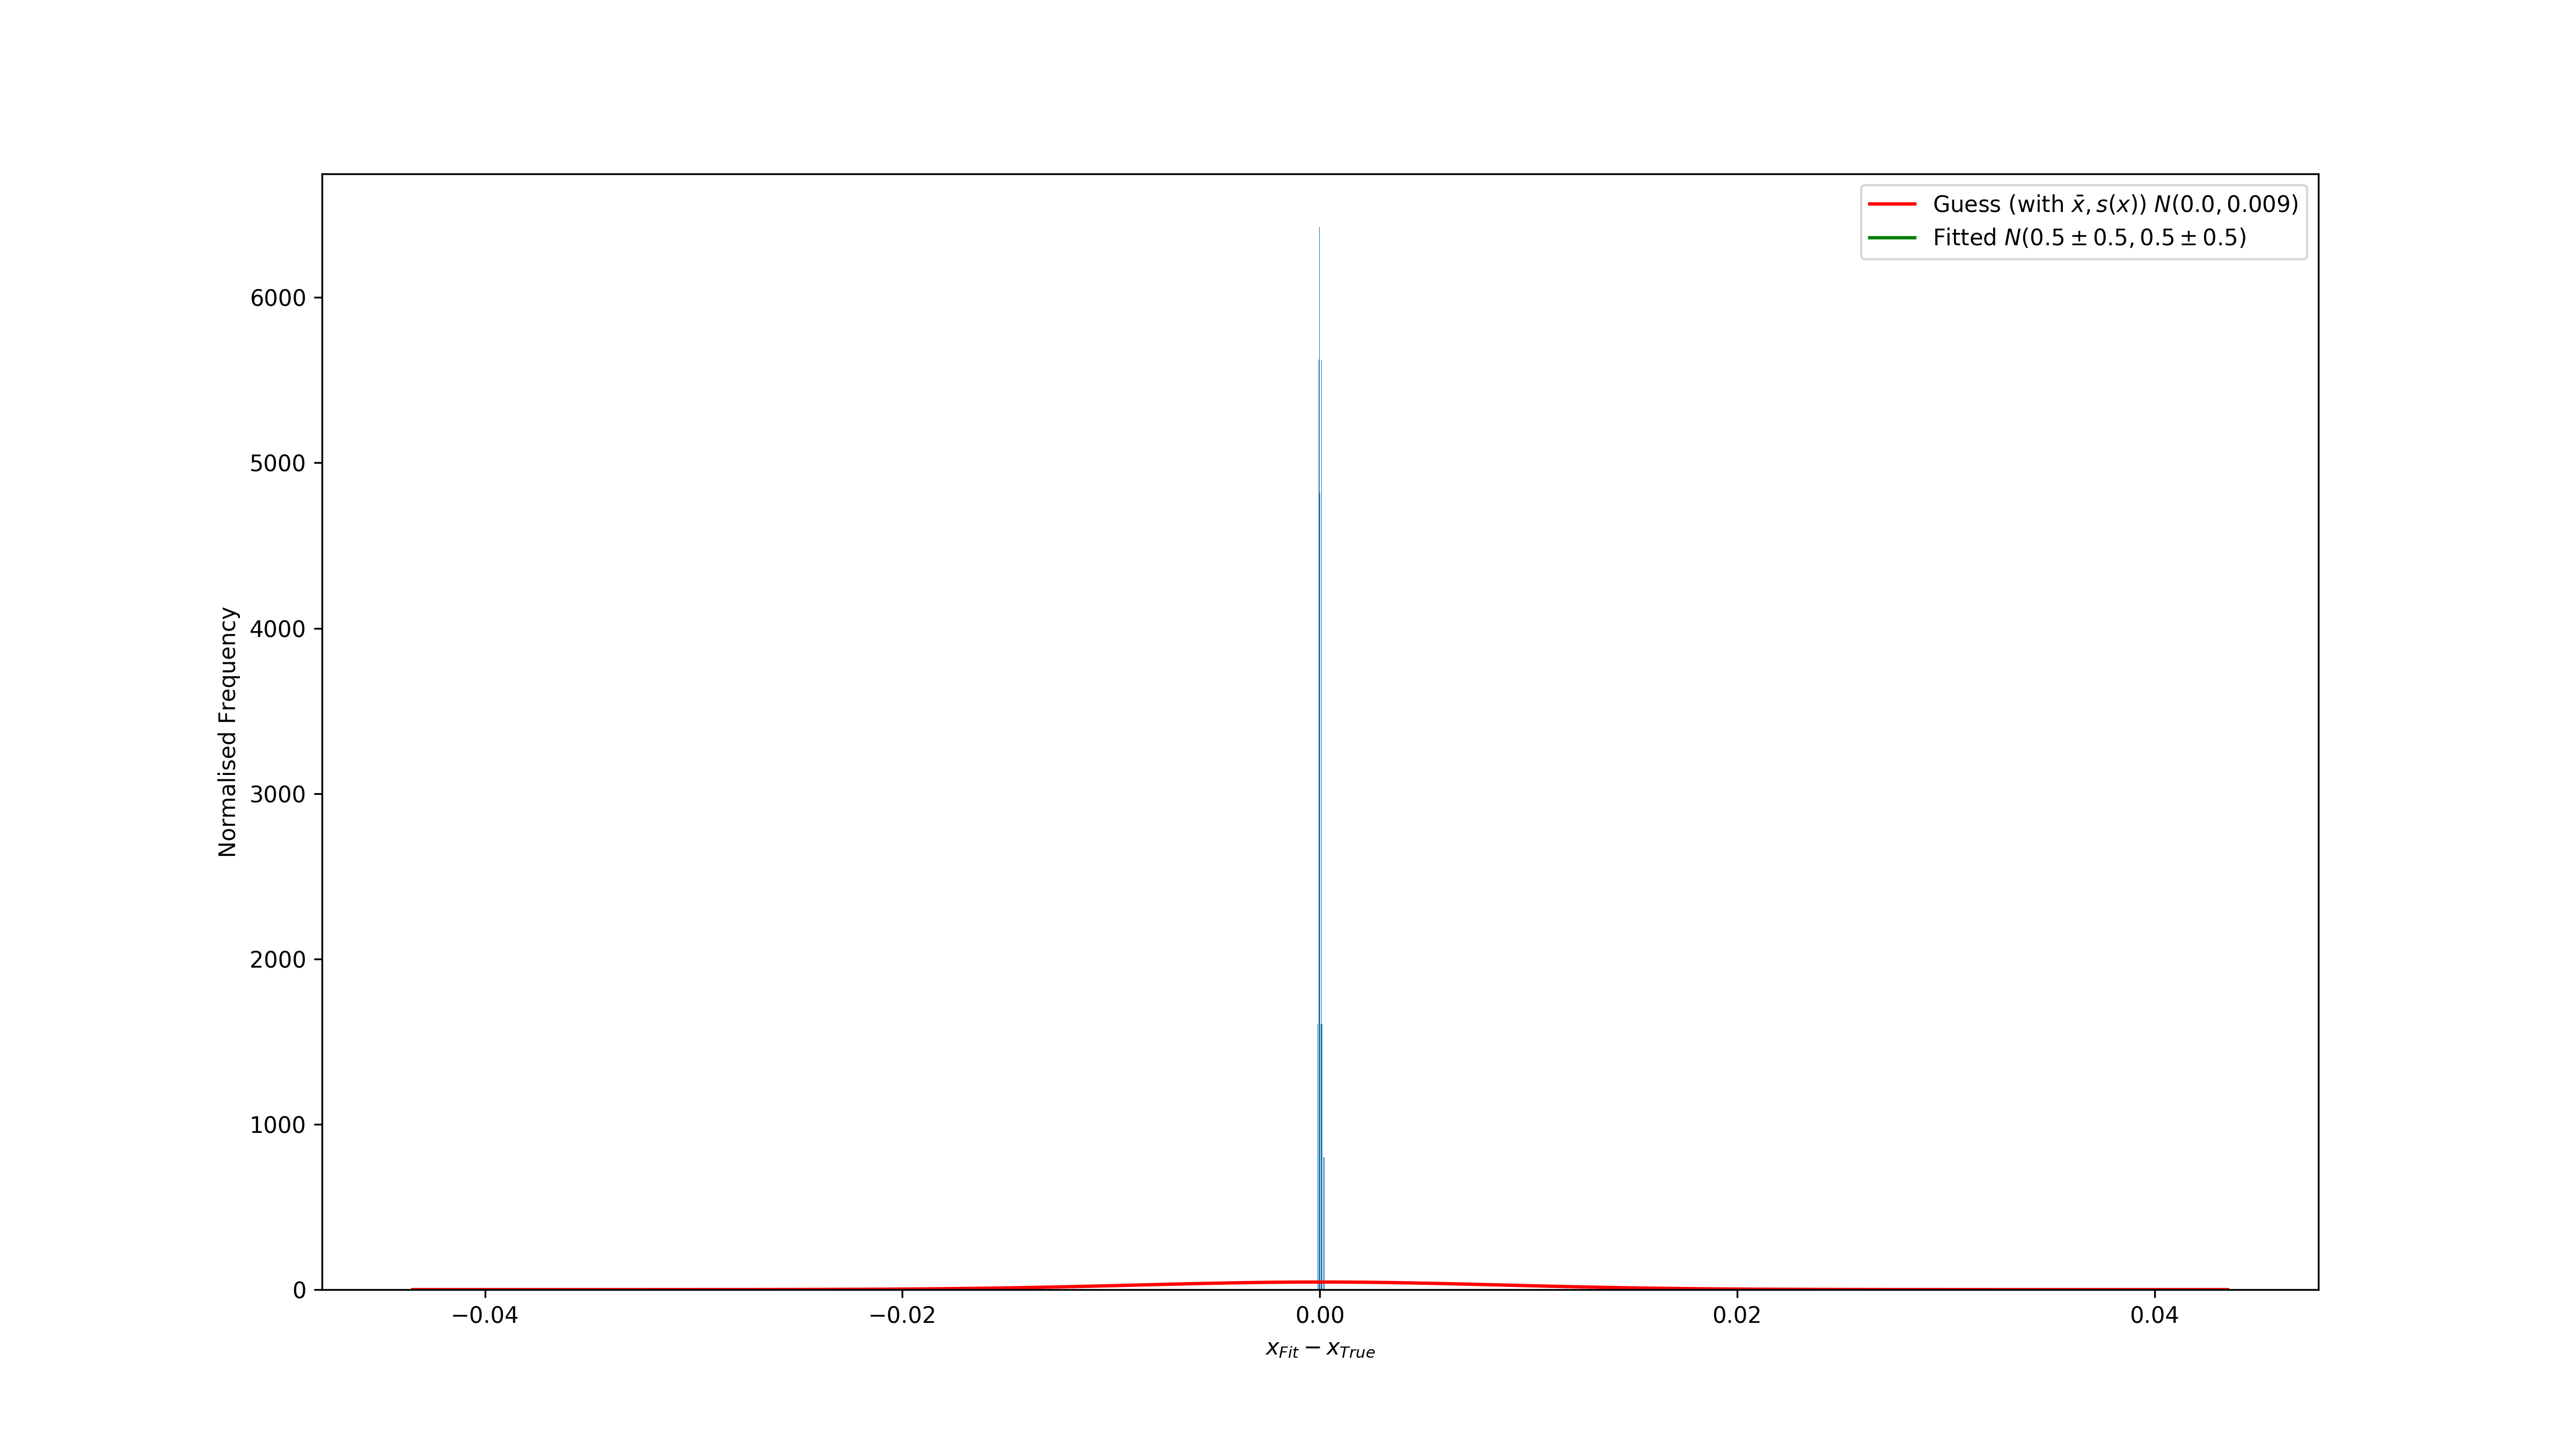 Guess (with x̄, s(x)) N(0.0, 0.009)
Fitted N(0.5 ± 0.5, 0.5 ± 0.5)
6000
5000
4000
3000
2000
1000
0
Normalised Frequency
−0.04 −0.02 0.00 0.02 0.04
x_Fit − x_True